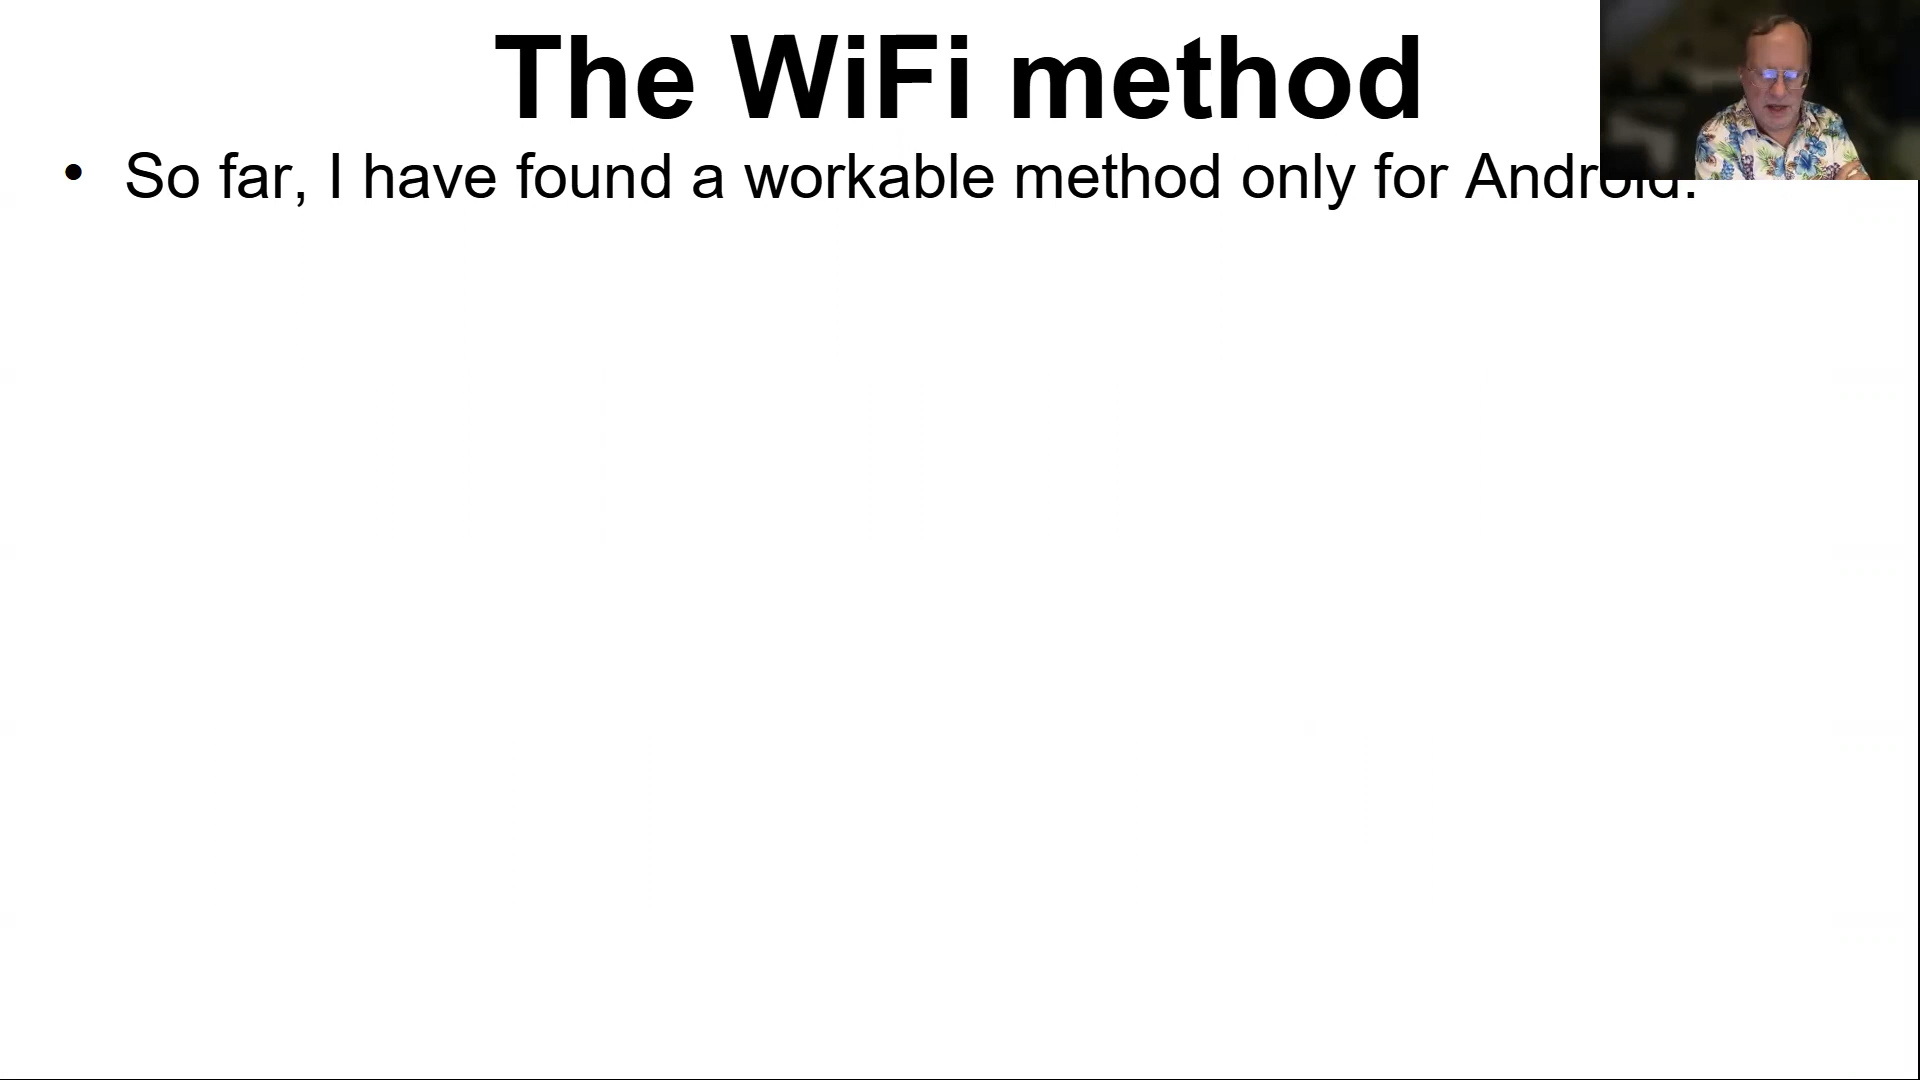 The WiFi method
• So far, I have found a workable method only for Android.